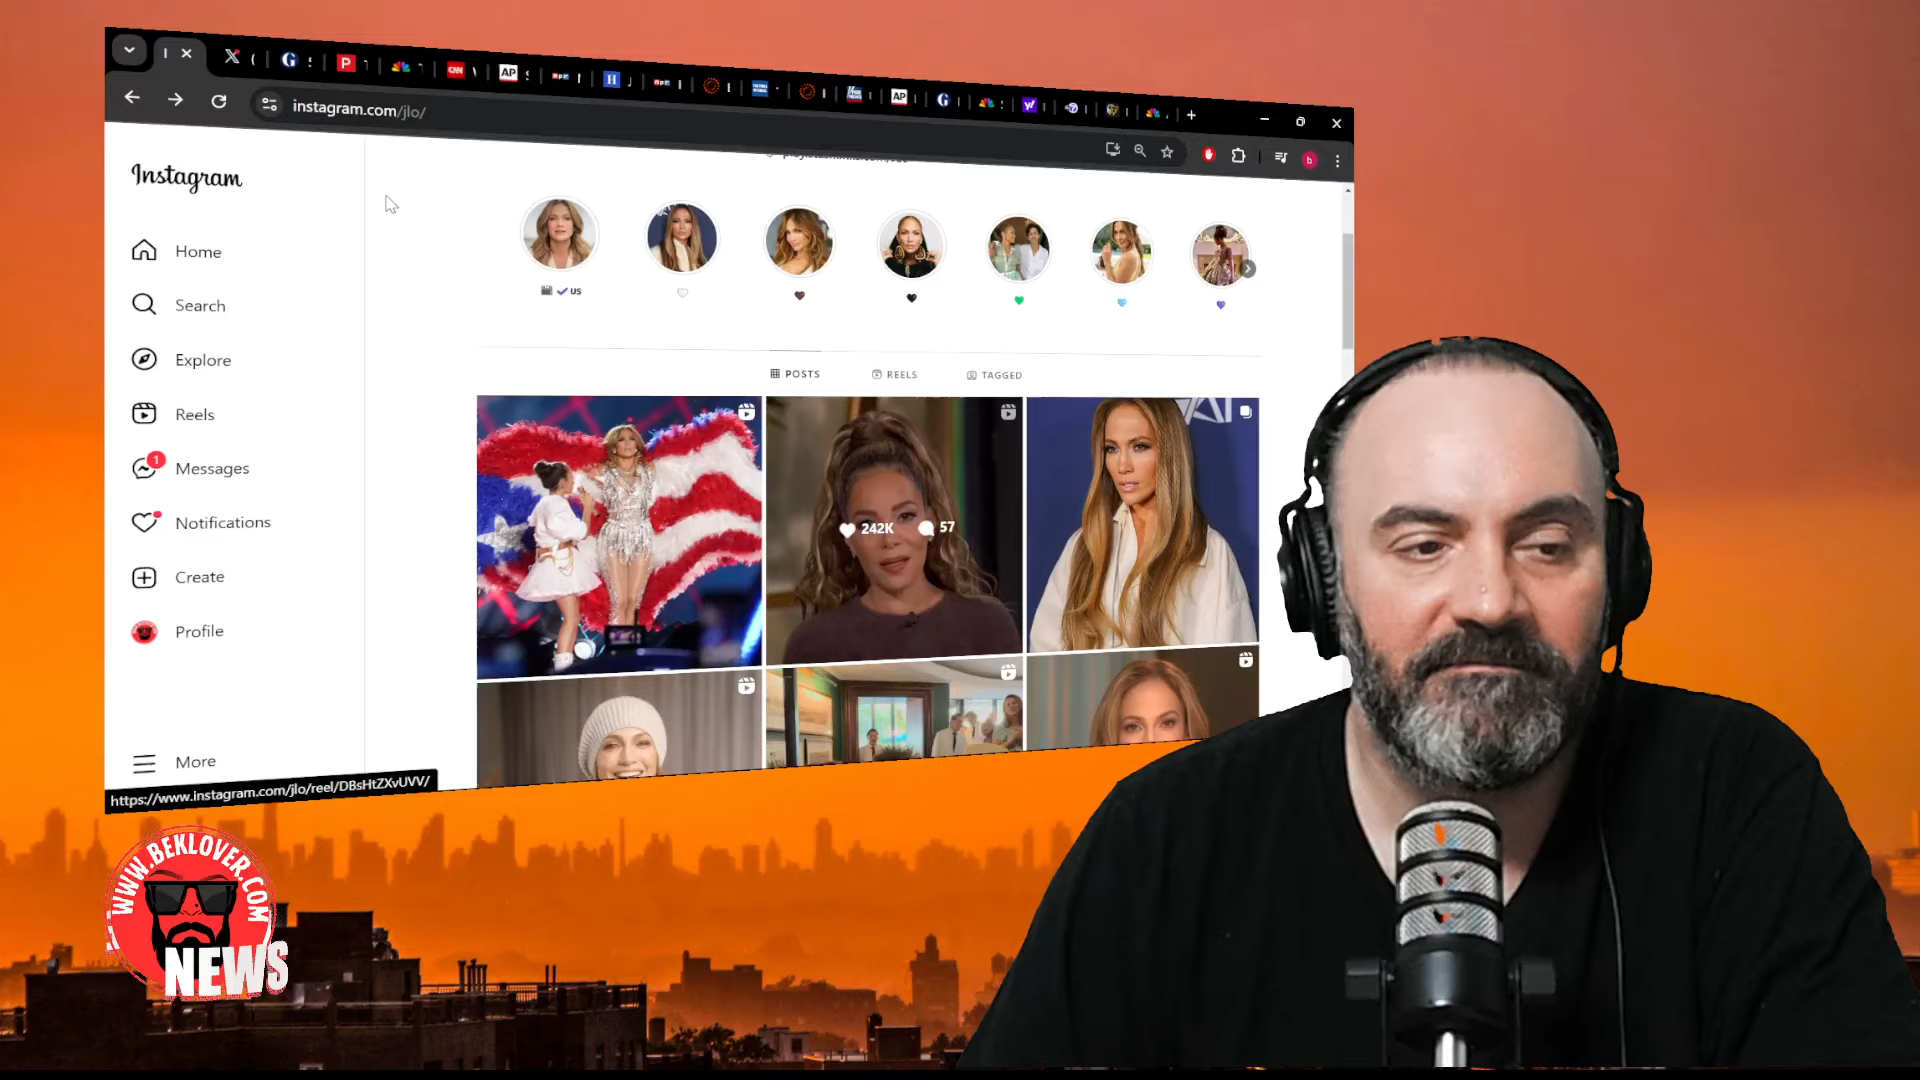 instagram.com/jlo/
Instagram
Home
Search
Explore
Reels
1
Messages
Notifications
Create
Profile
More
US
POSTS
REELS
TAGGED
242K
57
https://www.instagram.com/jlo/reel/DBsHtZXvUVV/
WWW.BEKLOVER.COM
NEWS